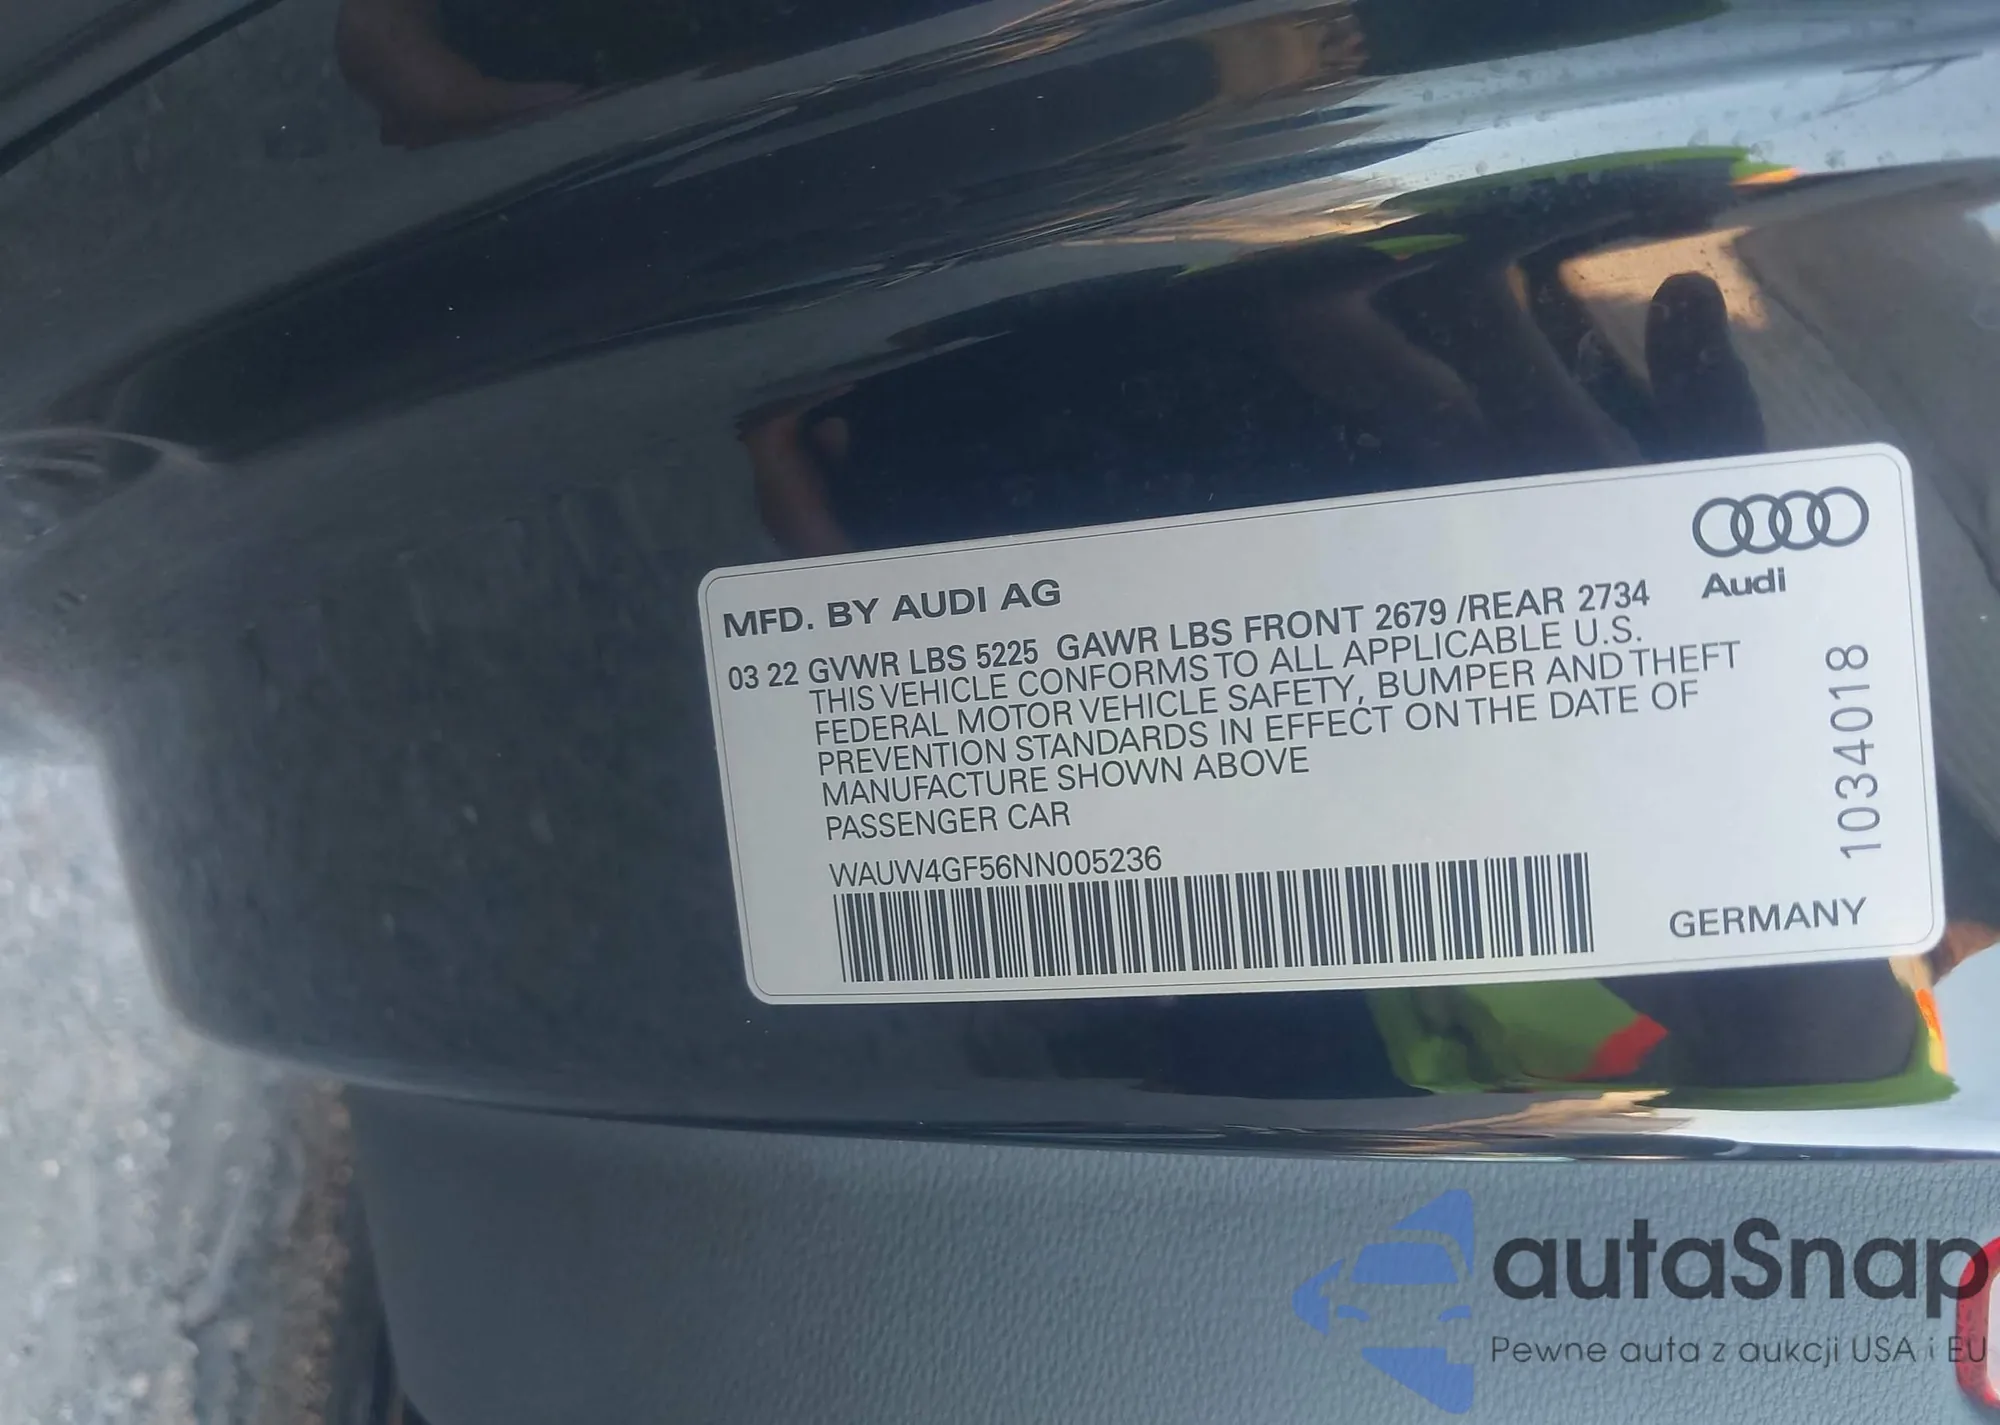 MFD. BY AUDI AG
Audi
03 22 GVWR LBS 5225 GAWR LBS FRONT 2679 /REAR 2734
THIS VEHICLE CONFORMS TO ALL APPLICABLE U.S.
FEDERAL MOTOR VEHICLE SAFETY, BUMPER AND THEFT
PREVENTION STANDARDS IN EFFECT ON THE DATE OF
MANUFACTURE SHOWN ABOVE
PASSENGER CAR
WAUW4GF56NN005236
1034018
GERMANY
autaSnap
Pewne auta z aukcji USA i EU